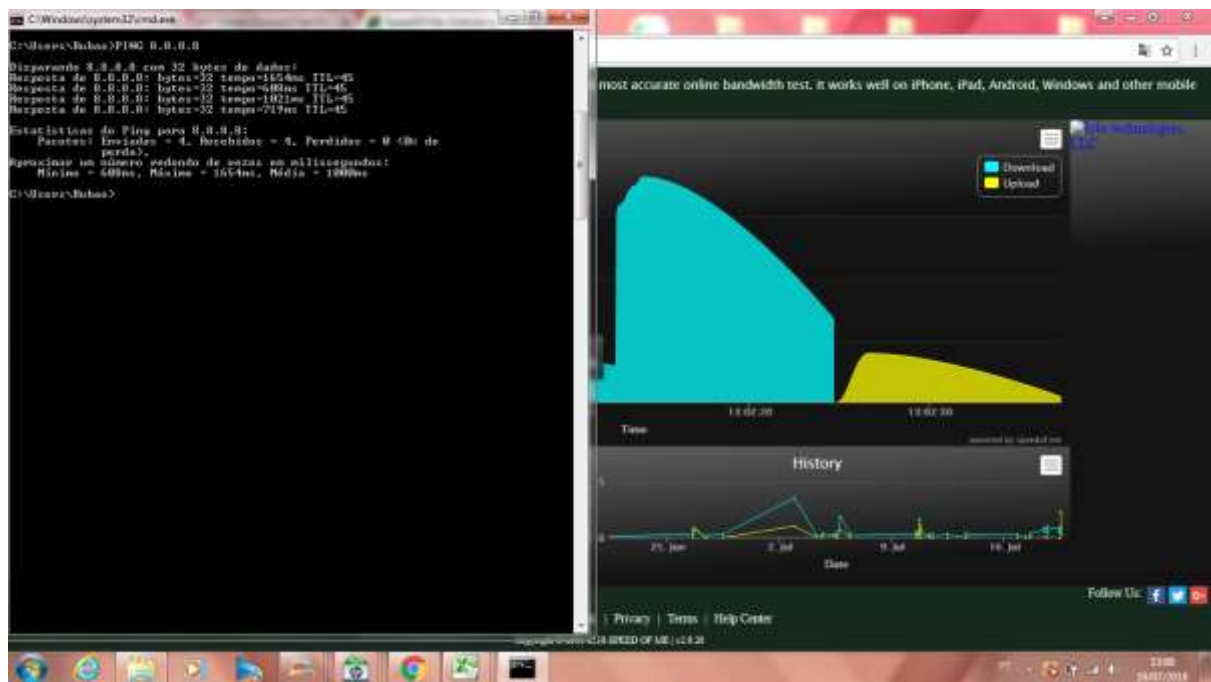 C:\Windows\system32\cmd.exe
C:\Users\Rubao>PING 8.8.8.8
Disparando 8.8.8.8 com 32 bytes de dados:
Resposta de 8.8.8.8: bytes=32 tempo=1654ms TTL=45
Resposta de 8.8.8.8: bytes=32 tempo=608ms TTL=45
Resposta de 8.8.8.8: bytes=32 tempo=1021ms TTL=45
Resposta de 8.8.8.8: bytes=32 tempo=719ms TTL=45
Estatísticas do Ping para 8.8.8.8:
Pacotes: Enviados = 4, Recebidos = 4, Perdidos = 0 (0% de
perda),
Aproximar um número redondo de vezes em milissegundos:
Mínimo = 608ms, Máximo = 1654ms, Média = 1000ms
C:\Users\Rubao>
most accurate online bandwidth test. it works well on iPhone, iPad, Android, Windows and other mobile
LLC
Download
Upload
Time
History
5
0
25. Jun
2. Jul
9. Jul
16. Jul
Date
Follow Us:
| Privacy | Terms | Help Center
SPEED OF ME
PT